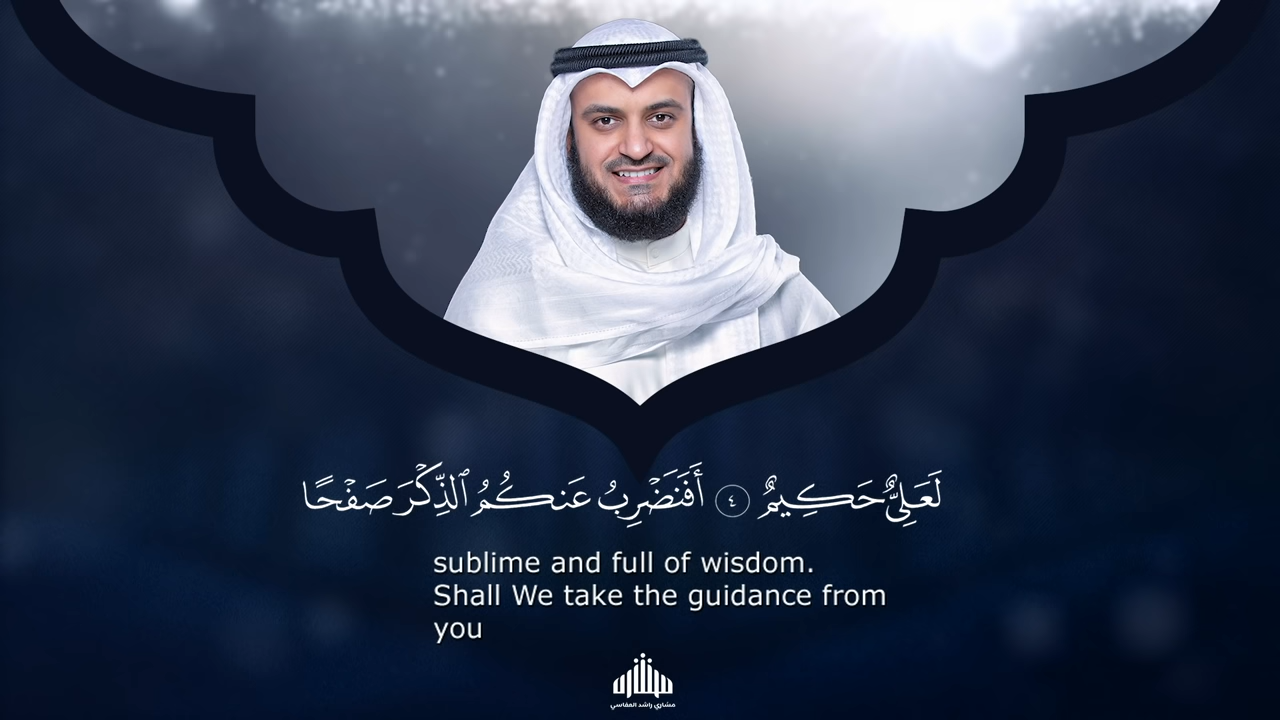 لَعَلِىٌّ حَكِيمٌ ٤ أَفَنَضْرِبُ عَنكُمُ ٱلذِّكْرَ صَفْحًا
sublime and full of wisdom.
Shall We take the guidance from
you
مشاري راشد العفاسي